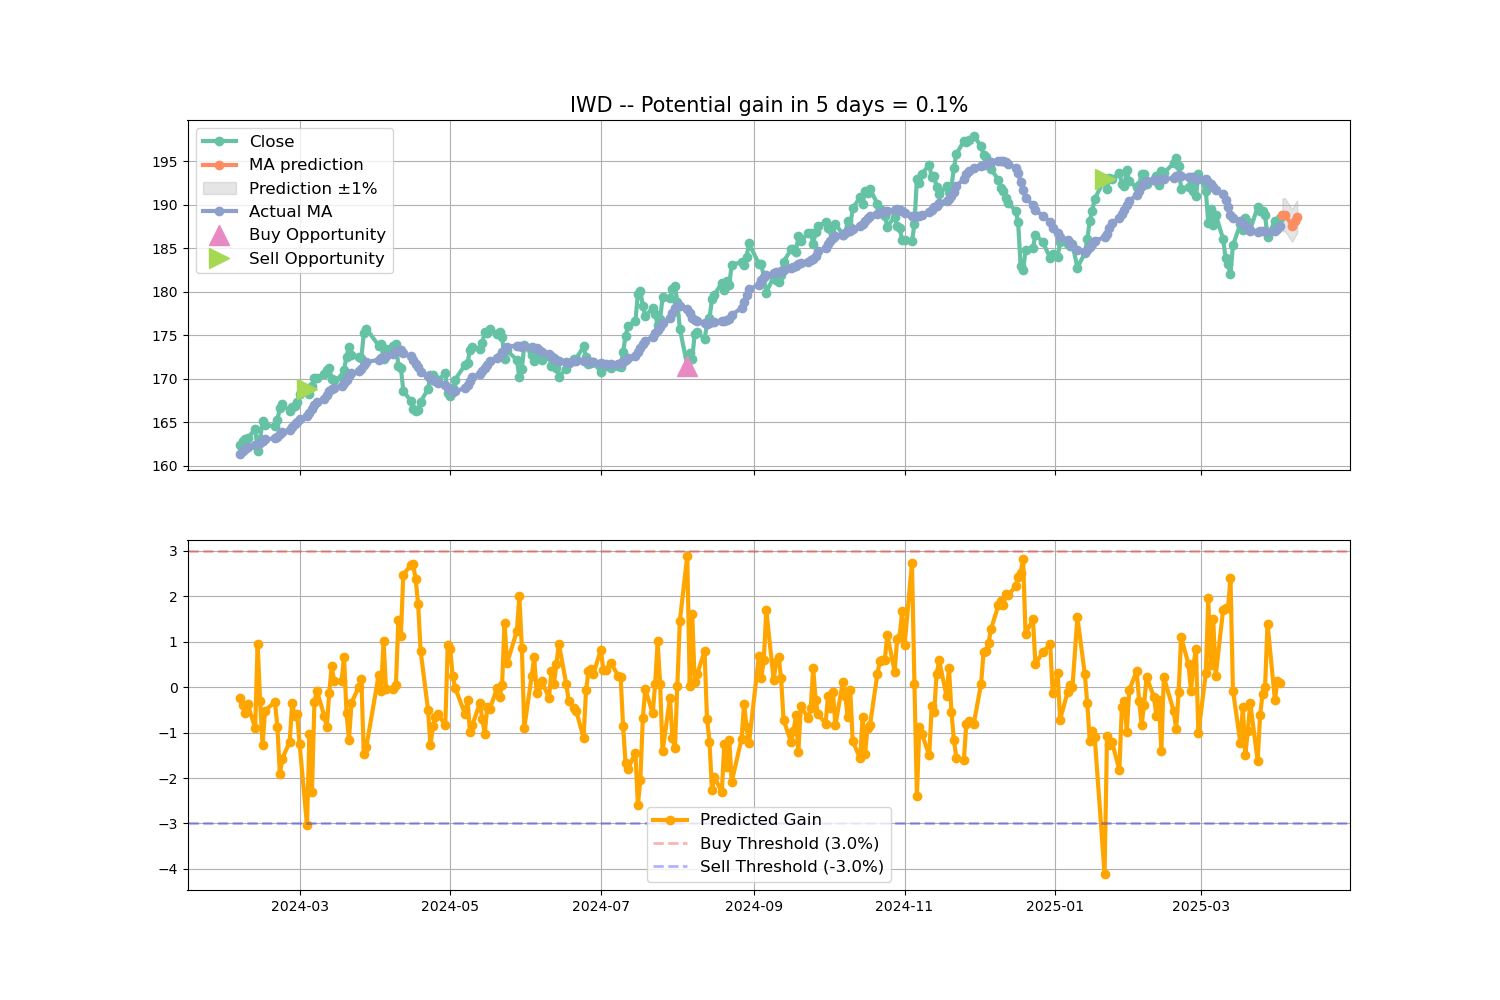 IWD -- Potential gain in 5 days = 0.1%
Close
MA prediction
Prediction ±1%
Actual MA
Buy Opportunity
Sell Opportunity
195
190
185
180
175
170
165
160
3
2
1
0
−1
−2
−3
−4
Predicted Gain
Buy Threshold (3.0%)
Sell Threshold (-3.0%)
2024-03 2024-05 2024-07 2024-09 2024-11 2025-01 2025-03